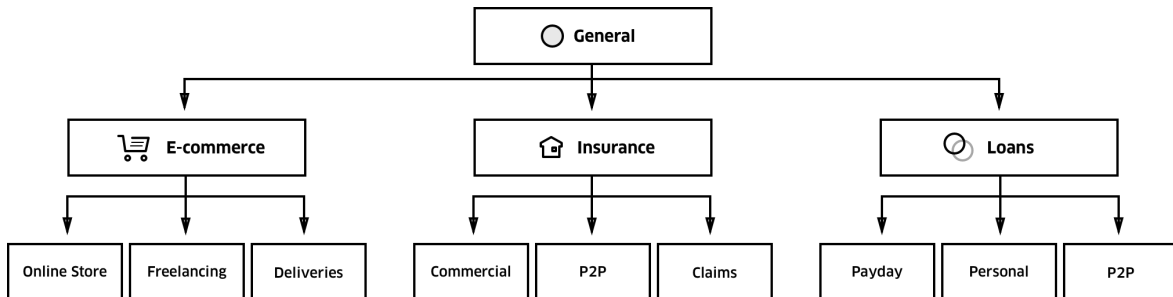 General
E-commerce
Insurance
Loans
Online Store
Freelancing
Deliveries
Commercial
P2P
Claims
Payday
Personal
P2P